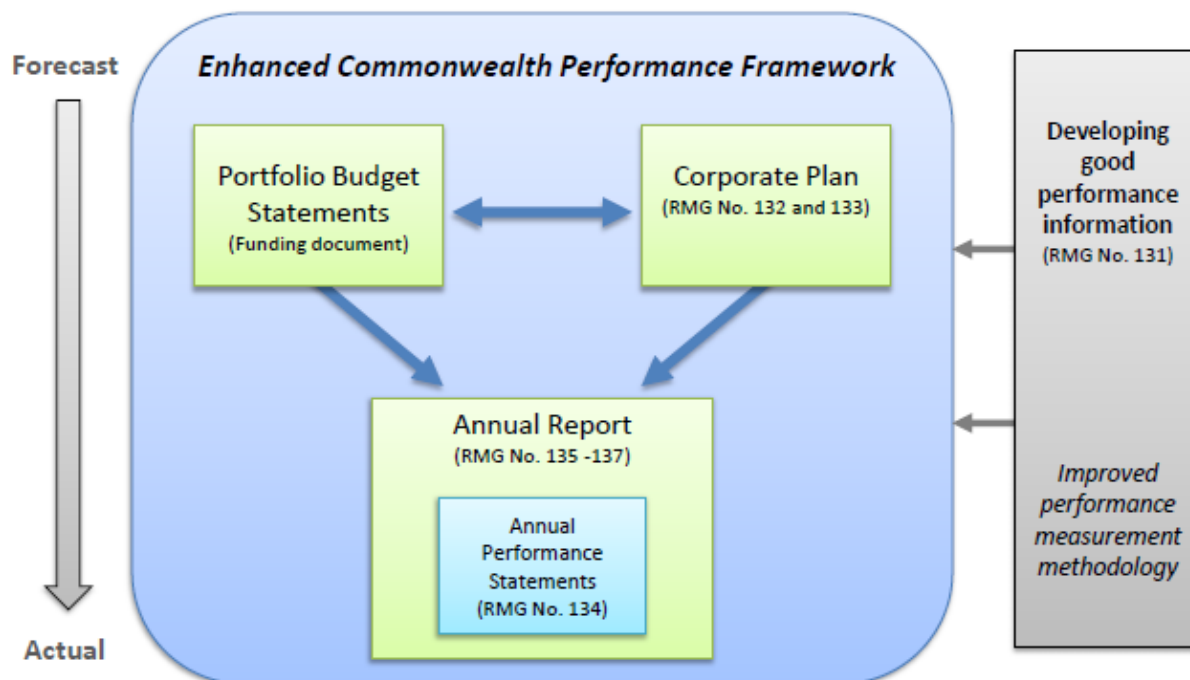 Forecast
Actual
Enhanced Commonwealth Performance Framework
Portfolio Budget
Statements
(Funding document)
Corporate Plan
(RMG No. 132 and 133)
Annual Report
(RMG No. 135 -137)
Annual
Performance
Statements
(RMG No. 134)
Developing
good
performance
information
(RMG No. 131)
Improved
performance
measurement
methodology